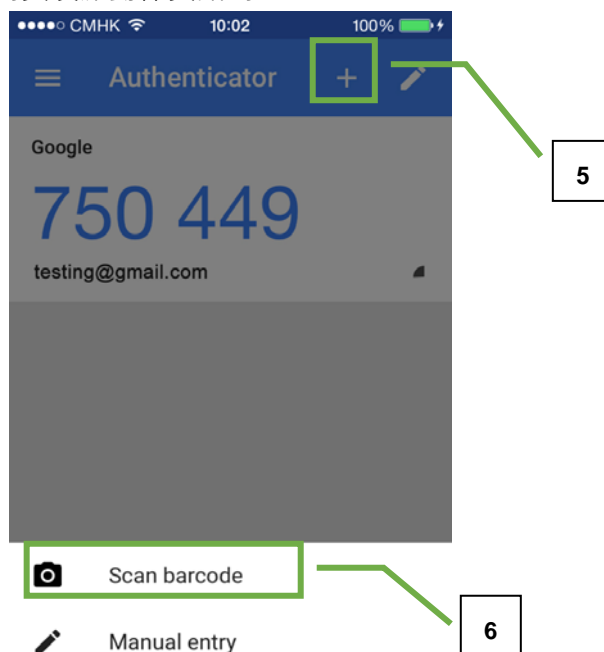 CMHK 10:02 100%
Authenticator
5
Google
750 449
testing@gmail.com
Scan barcode
6
Manual entry